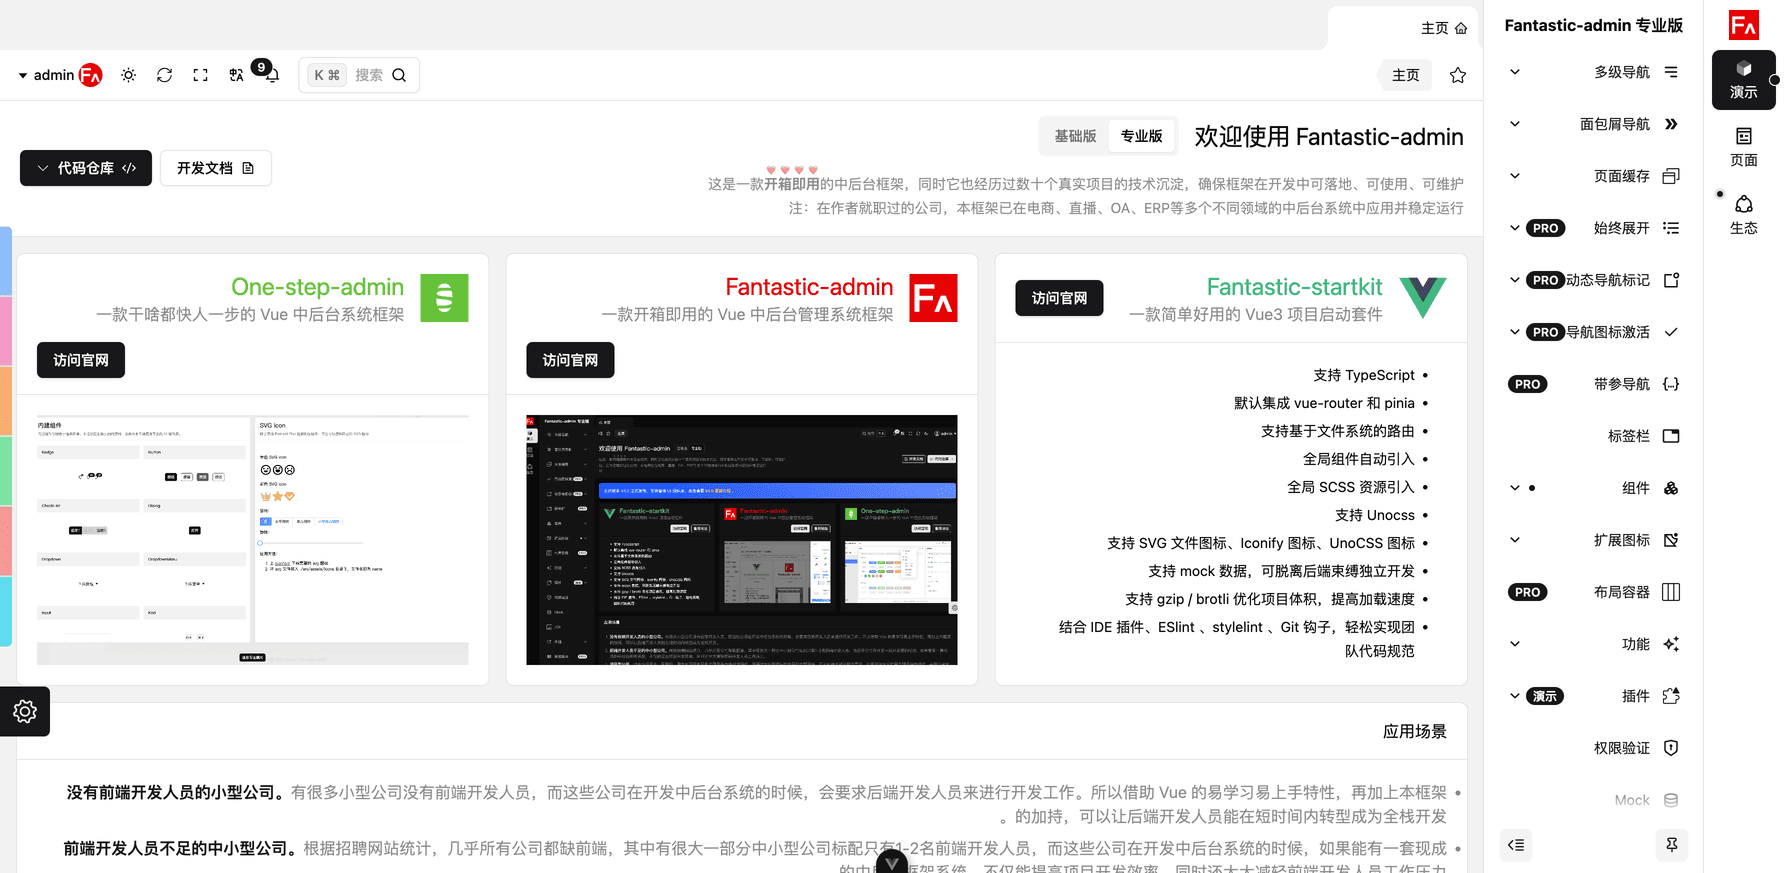 主页
Fantastic-admin 专业版
演示
页面
生态
多级导航
面包屑导航
页面缓存
始终展开 PRO
动态导航标记 PRO
导航图标激活 PRO
带参导航 PRO
标签栏
组件
扩展图标
布局容器 PRO
功能
插件 演示
权限验证
Mock
主页
搜索 ⌘ K
9
admin
欢迎使用 Fantastic-admin
专业版 基础版
这是一款开箱即用的中后台框架，同时它也经历过数十个真实项目的技术沉淀，确保框架在开发中可落地、可使用、可维护
注：在作者就职过的公司，本框架已在电商、直播、OA、ERP等多个不同领域的中后台系统中应用并稳定运行
开发文档
代码仓库
Fantastic-startkit
一款简单好用的 Vue3 项目启动套件
访问官网
支持 TypeScript
默认集成 vue-router 和 pinia
支持基于文件系统的路由
全局组件自动引入
全局 SCSS 资源引入
支持 Unocss
支持 SVG 文件图标、Iconify 图标、UnoCSS 图标
支持 mock 数据，可脱离后端束缚独立开发
支持 gzip / brotli 优化项目体积，提高加载速度
结合 IDE 插件、ESlint 、stylelint 、Git 钩子，轻松实现团
队代码规范
Fantastic-admin
一款开箱即用的 Vue 中后台管理系统框架
访问官网
One-step-admin
一款干啥都快人一步的 Vue 中后台系统框架
访问官网
内建组件
SVG Icon
应用场景
没有前端开发人员的小型公司。有很多小型公司没有前端开发人员，而这些公司在开发中后台系统的时候，会要求后端开发人员来进行开发工作。所以借助 Vue 的易学习易上手特性，再加上本框架
的加持，可以让后端开发人员能在短时间内转型成为全栈开发。
前端开发人员不足的中小型公司。根据招聘网站统计，几乎所有公司都缺前端，其中有很大一部分中小型公司标配只有1-2名前端开发人员，而这些公司在开发中后台系统的时候，如果能有一套现成